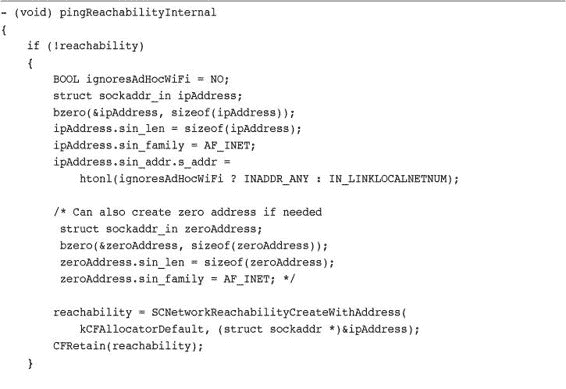 - (void) pingReachabilityInternal
{
    if (!reachability)
    {
        BOOL ignoresAdHocWiFi = NO;
        struct sockaddr_in ipAddress;
        bzero(&ipAddress, sizeof(ipAddress));
        ipAddress.sin_len = sizeof(ipAddress);
        ipAddress.sin_family = AF_INET;
        ipAddress.sin_addr.s_addr =
            htonl(ignoresAdHocWiFi ? INADDR_ANY : IN_LINKLOCALNETNUM);

        /* Can also create zero address if needed
         struct sockaddr_in zeroAddress;
         bzero(&zeroAddress, sizeof(zeroAddress));
         zeroAddress.sin_len = sizeof(zeroAddress);
         zeroAddress.sin_family = AF_INET; */

        reachability = SCNetworkReachabilityCreateWithAddress(
            kCFAllocatorDefault, (struct sockaddr *)&ipAddress);
        CFRetain(reachability);
    }